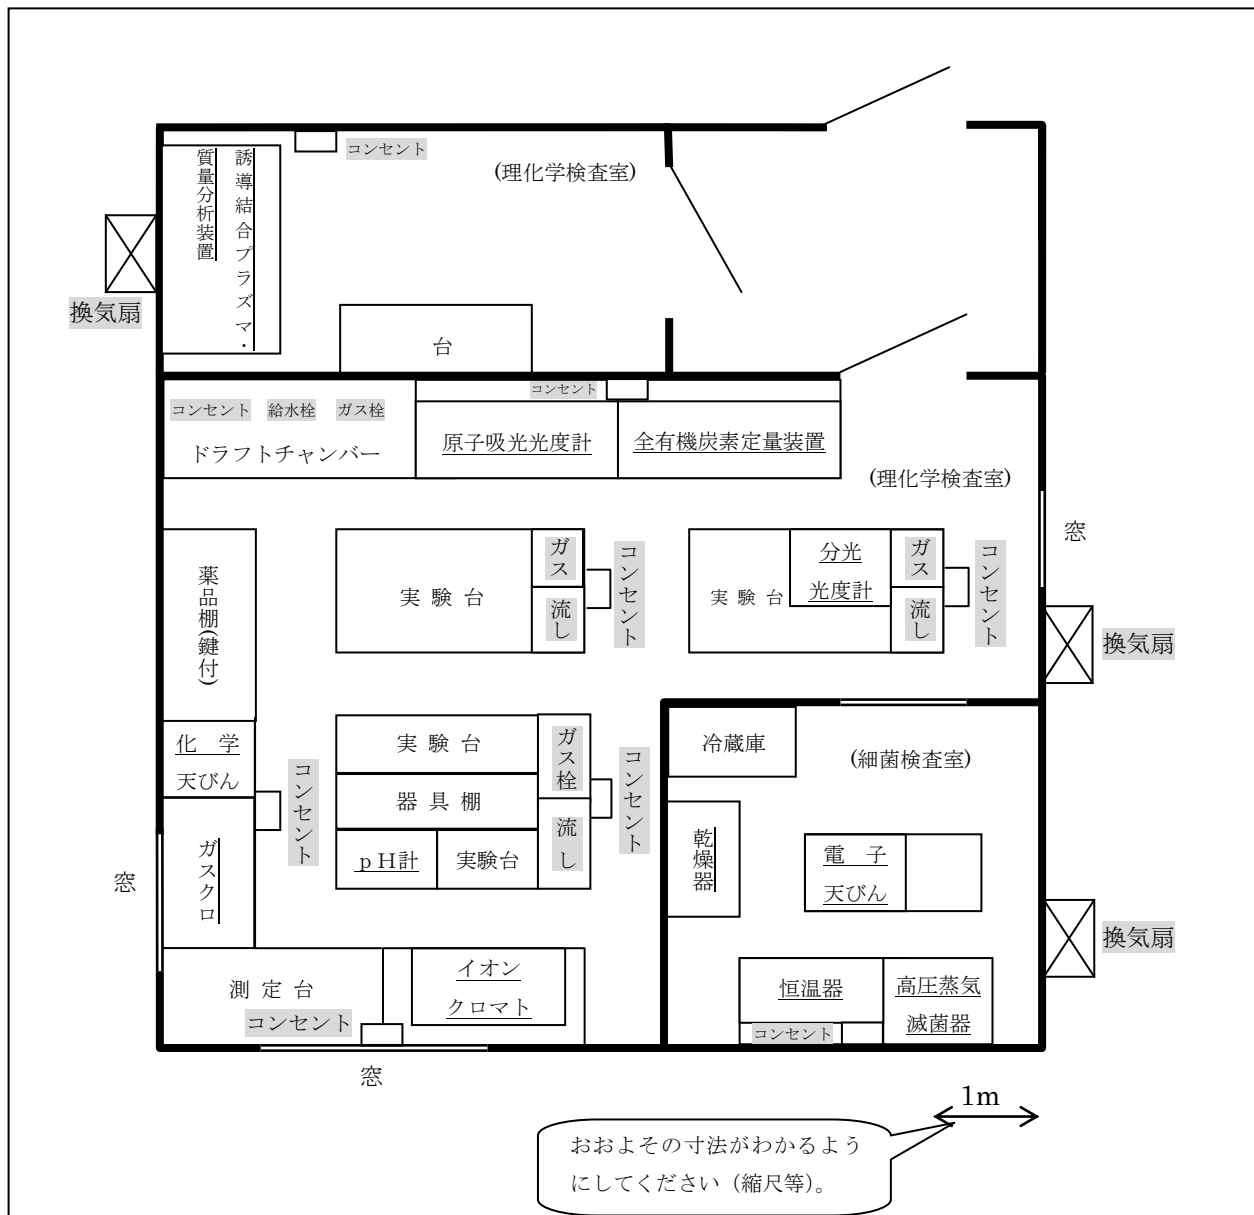 コンセント
(理化学検査室)
誘導結合プラズマ・
質量分析装置
換気扇
台
コンセント
コンセント
給水栓
ガス栓
ドラフトチャンバー
原子吸光光度計
全有機炭素定量装置
(理化学検査室)
窓
薬品棚(鍵付)
実験台
ガス
流し
コンセント
実験台
分光
光度計
ガス
流し
コンセント
換気扇
化　学
天びん
コンセント
実験台
器具棚
ｐＨ計
実験台
ガス栓
流し
コンセント
冷蔵庫
(細菌検査室)
ガスクロ
窓
乾燥器
電　子
天びん
換気扇
測定台
コンセント
イオン
クロマト
恒温器
コンセント
高圧蒸気
滅菌器
窓
1m
おおよその寸法がわかるよう
にしてください（縮尺等）。